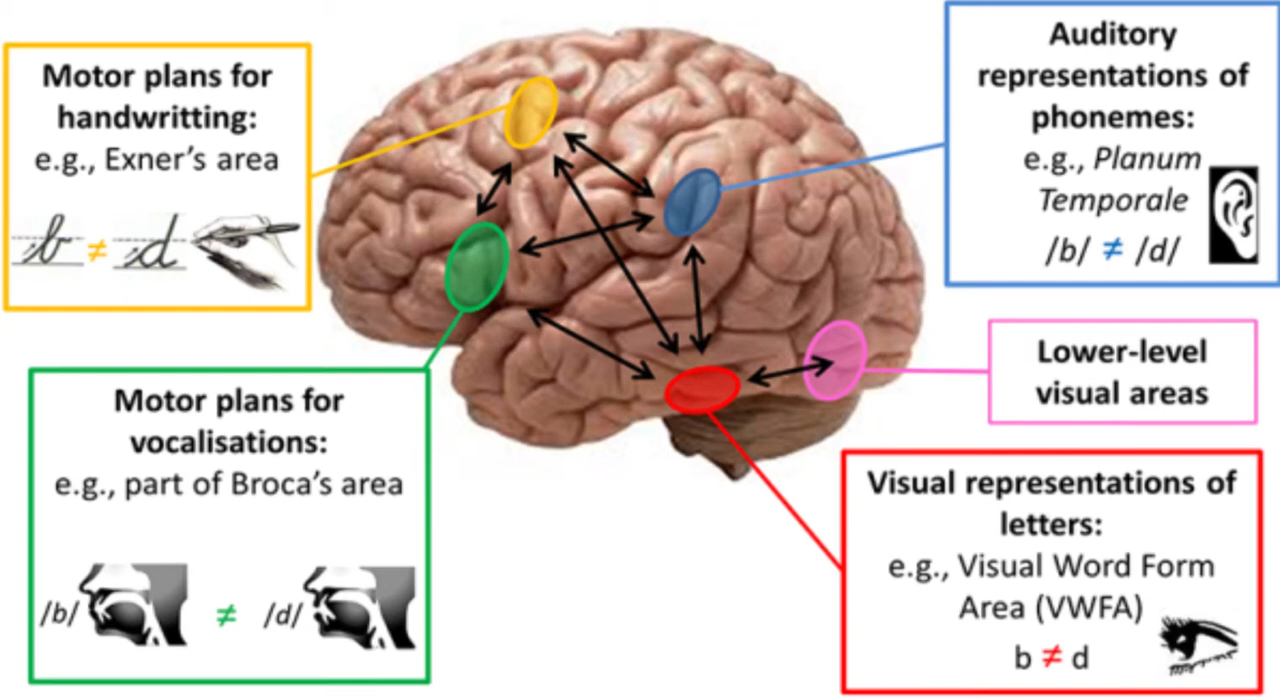 Motor plans for
handwritting:
e.g., Exner's area
b ≠ d
Auditory
representations of
phonemes:
e.g., Planum
Temporale
/b/ ≠ /d/
Lower-level
visual areas
Motor plans for
vocalisations:
e.g., part of Broca's area
/b/ ≠ /d/
Visual representations of
letters:
e.g., Visual Word Form
Area (VWFA)
b ≠ d